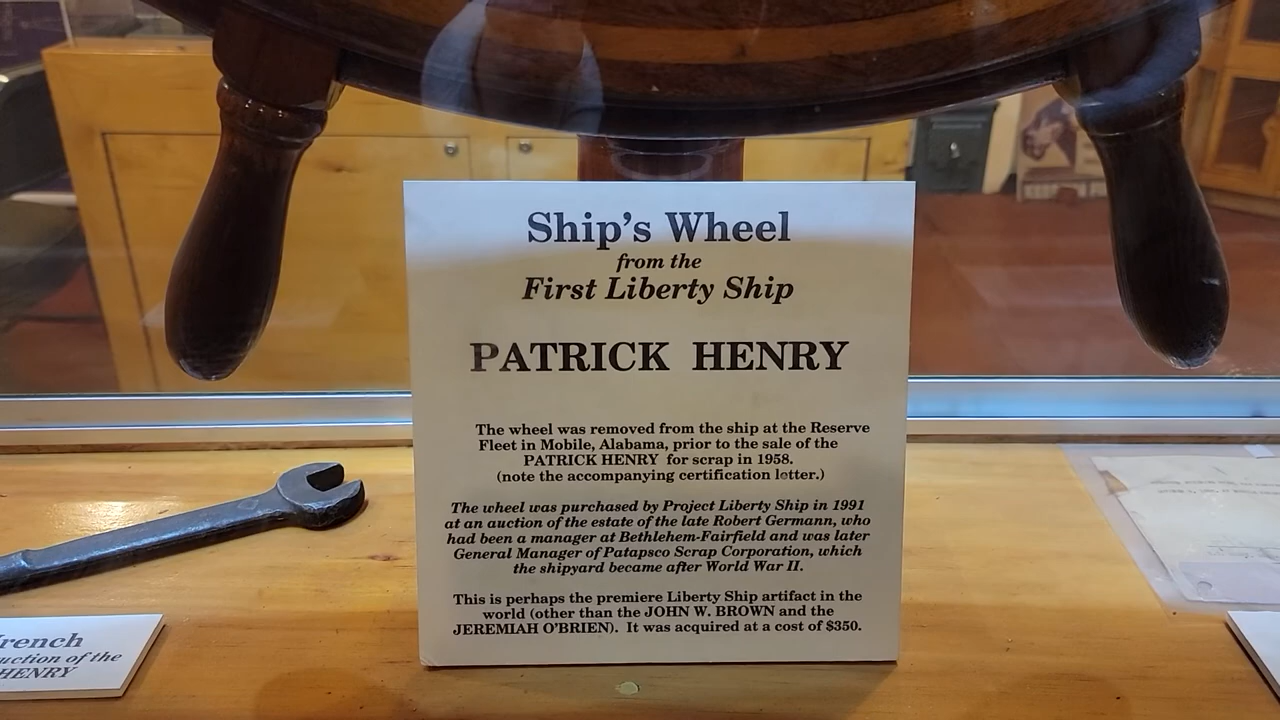 Ship's Wheel
from the
First Liberty Ship
PATRICK HENRY
The wheel was removed from the ship at the Reserve
Fleet in Mobile, Alabama, prior to the sale of the
PATRICK HENRY for scrap in 1958.
(note the accompanying certification letter.)
The wheel was purchased by Project Liberty Ship in 1991
at an auction of the estate of the late Robert Germann, who
had been a manager at Bethlehem-Fairfield and was later
General Manager of Patapsco Scrap Corporation, which
the shipyard became after World War II.
This is perhaps the premiere Liberty Ship artifact in the
world (other than the JOHN W. BROWN and the
JEREMIAH O'BRIEN). It was acquired at a cost of $350.
rench
uction of the
HENRY